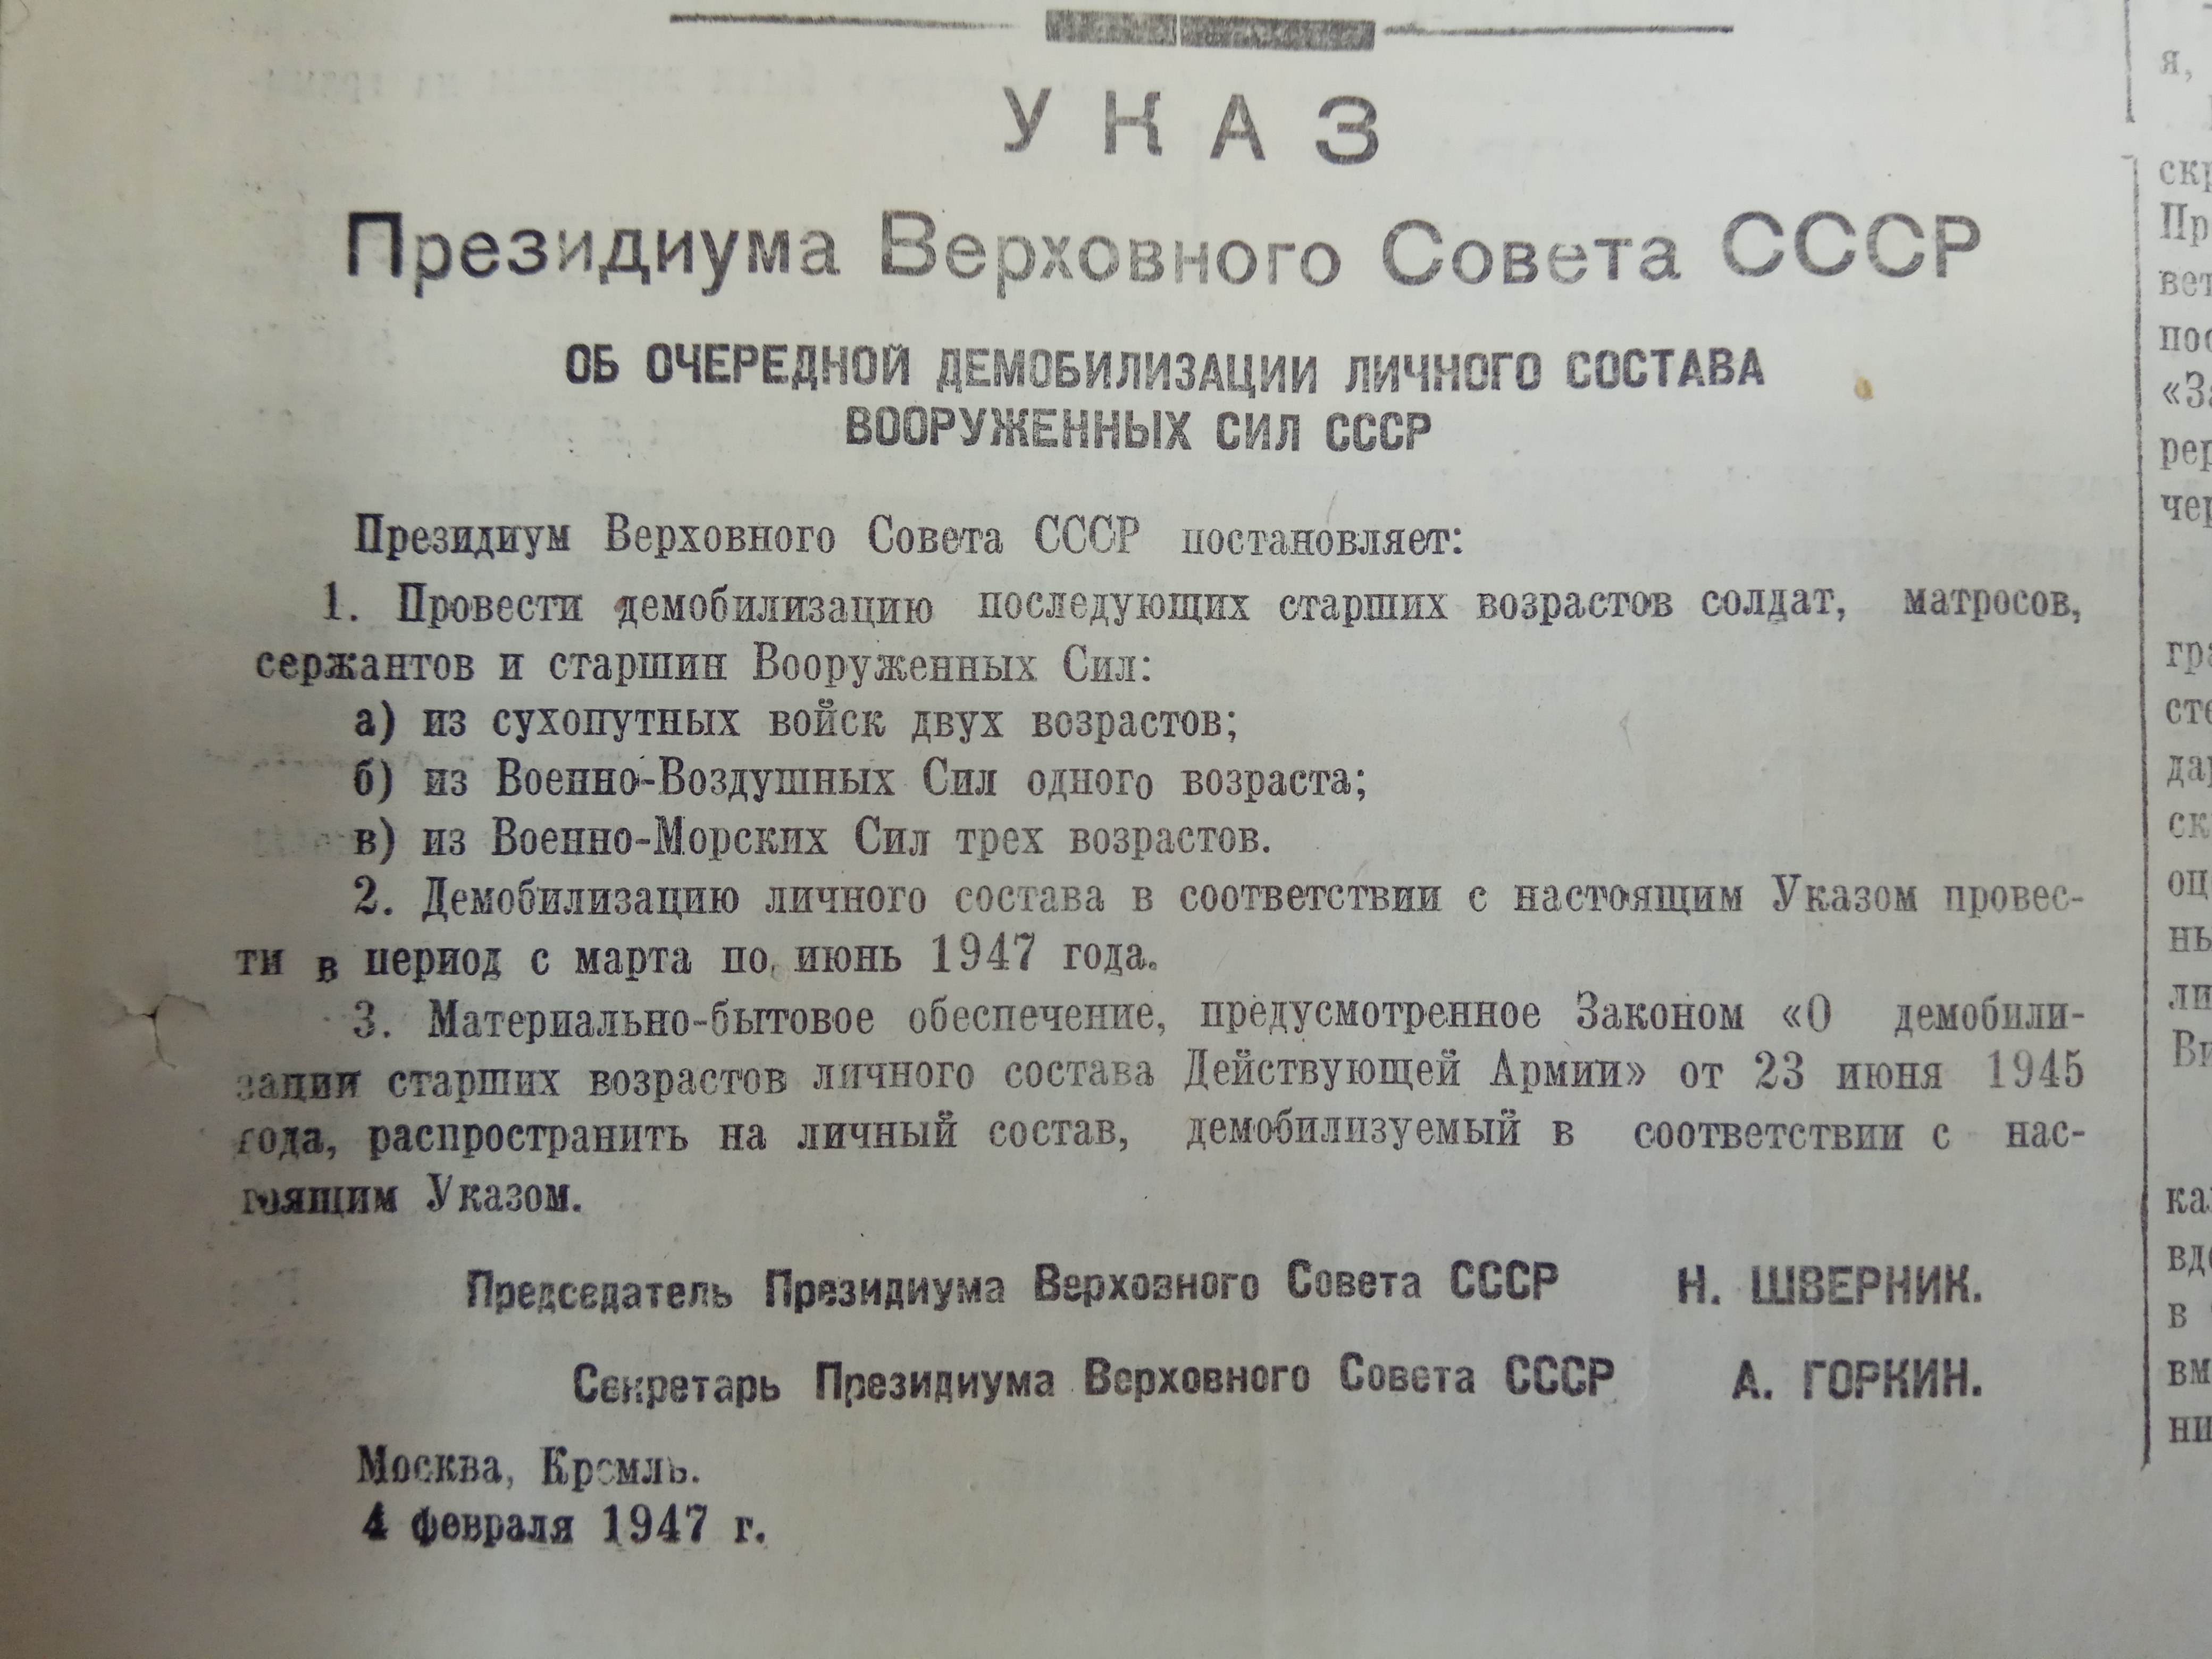 УКАЗ
Президиума Верховного Совета СССР
ОБ ОЧЕРЕДНОЙ ДЕМОБИЛИЗАЦИИ ЛИЧНОГО СОСТАВА
ВООРУЖЕННЫХ СИЛ СССР
Президиум Верховного Совета СССР постановляет:
1. Провести демобилизацию последующих старших возрастов солдат, матросов,
сержантов и старшин Вооруженных Сил:
а) из сухопутных войск двух возрастов;
б) из Военно-Воздушных Сил одного возраста;
в) из Военно-Морских Сил трех возрастов.
2. Демобилизацию личного состава в соответствии с настоящим Указом провес-
ти в период с марта по июнь 1947 года.
3. Материально-бытовое обеспечение, предусмотренное Законом «О демобили-
зации старших возрастов личного состава Действующей Армии» от 23 июня 1945
года, распространить на личный состав, демобилизуемый в соответствии с нас-
тоящим Указом.
Председатель Президиума Верховного Совета СССР Н. ШВЕРНИК.
Секретарь Президиума Верховного Совета СССР А. ГОРКИН.
Москва, Кремль.
4 февраля 1947 г.